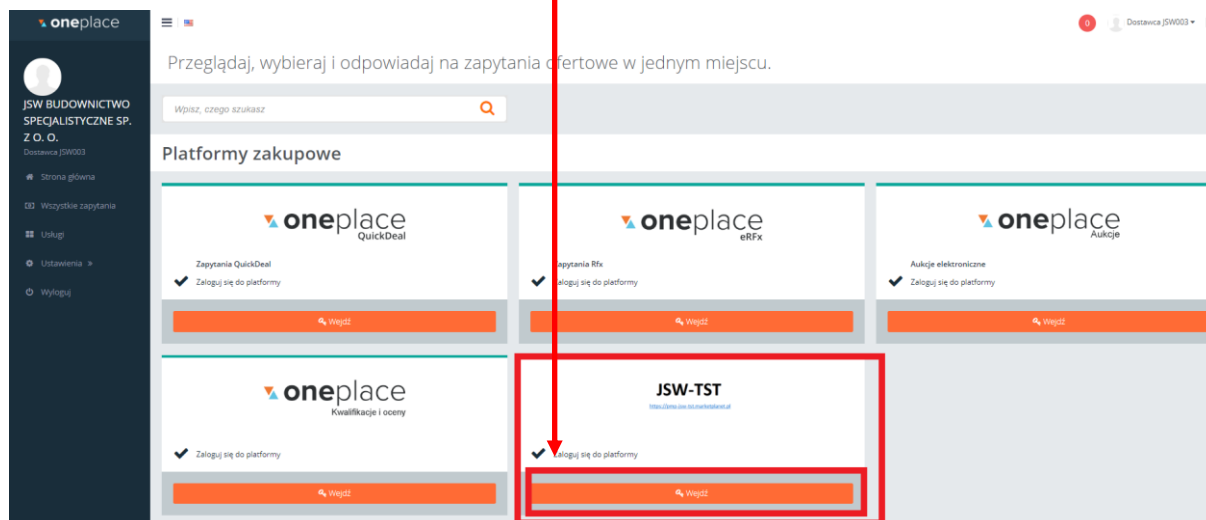 oneplace
0
Dostawca JSW003
Przeglądaj, wybieraj i odpowiadaj na zapytania ofertowe w jednym miejscu.
JSW BUDOWNICTWO
SPECJALISTYCZNE SP.
Z O. O.
Dostawca JSW003
Strona główna
Wszystkie zapytania
Usługi
Ustawienia »
Wyloguj
Wpisz, czego szukasz
Platformy zakupowe
oneplace
QuickDeal
Zapytania QuickDeal
Zaloguj się do platformy
Wejdź
oneplace
eRFx
Zapytania Rfx
Zaloguj się do platformy
Wejdź
oneplace
Aukcje
Aukcje elektroniczne
Zaloguj się do platformy
Wejdź
oneplace
Kwalifikacje i oceny
Zaloguj się do platformy
Wejdź
JSW-TST
Zaloguj się do platformy
Wejdź